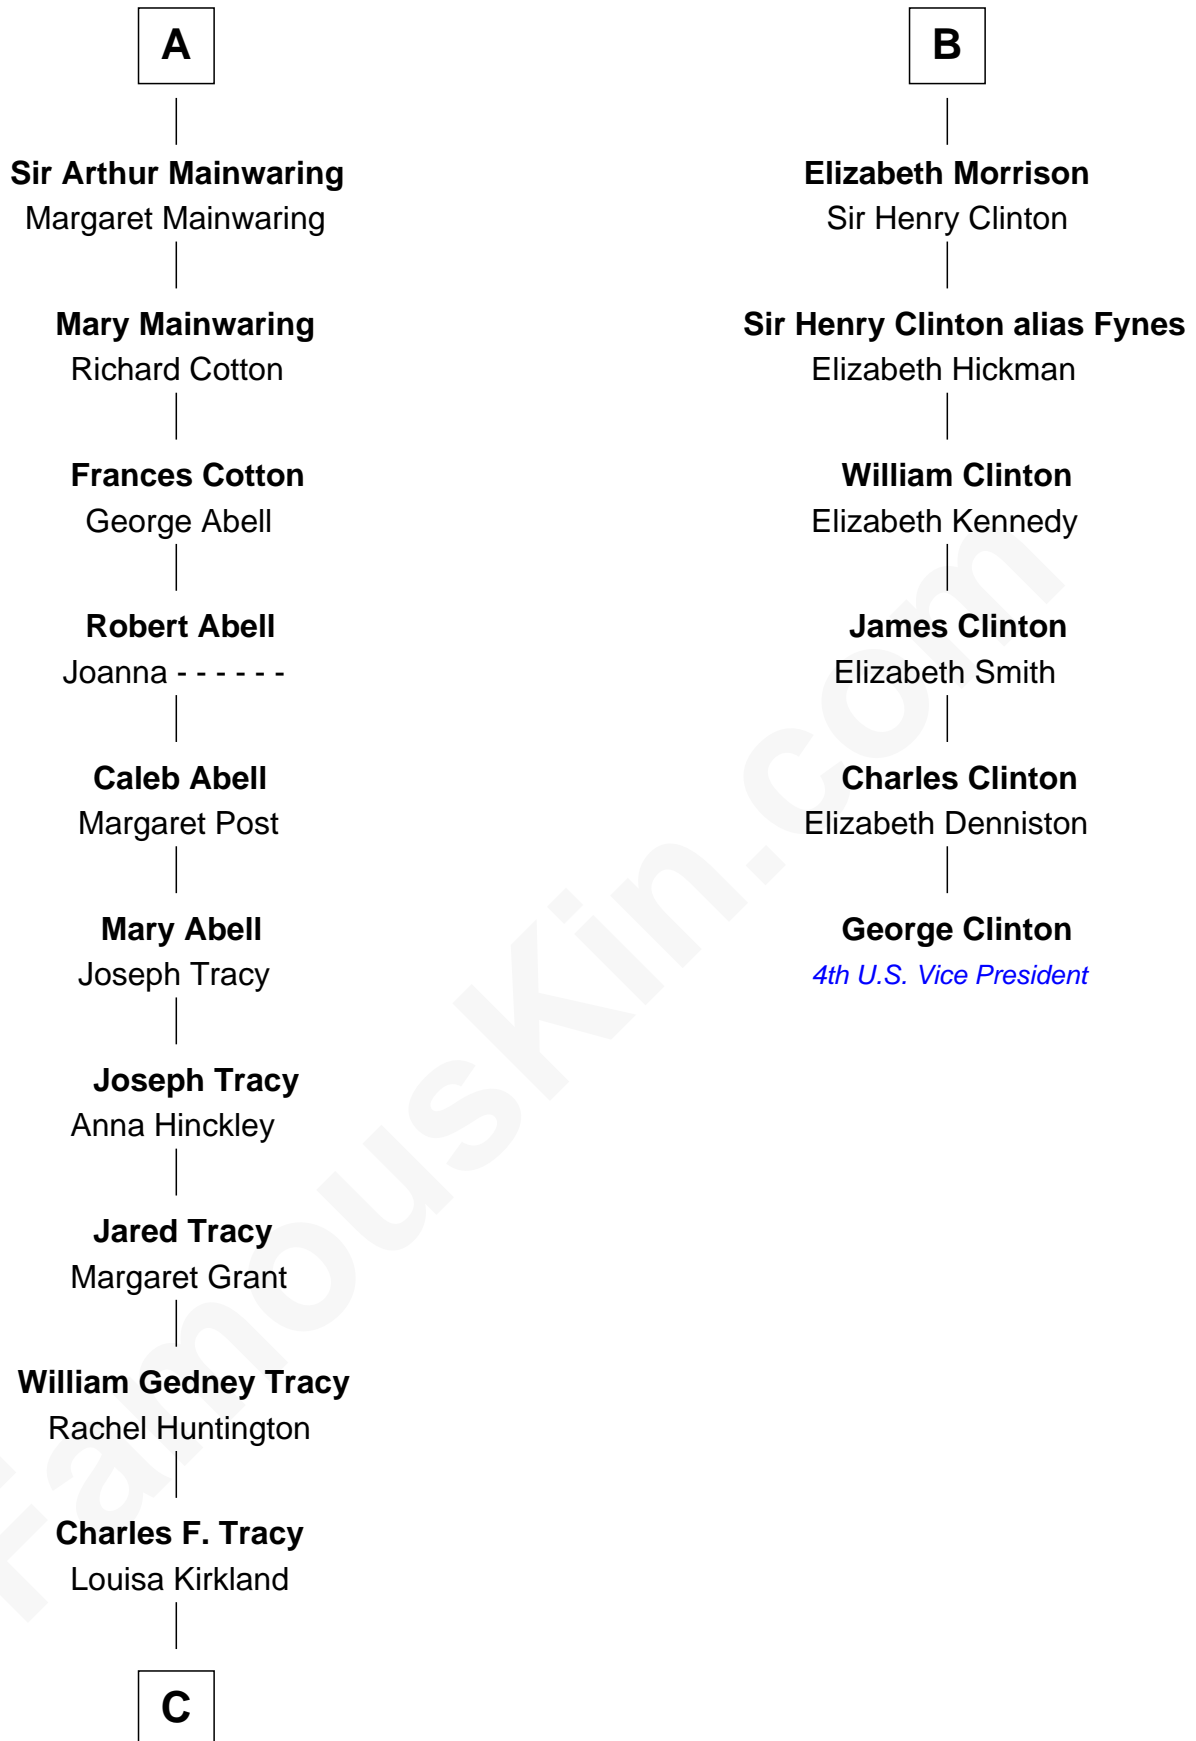 A
Sir Arthur Mainwaring
Margaret Mainwaring
Mary Mainwaring
Richard Cotton
Frances Cotton
George Abell
Robert Abell
Joanna - - - - - -
Caleb Abell
Margaret Post
Mary Abell
Joseph Tracy
Joseph Tracy
Anna Hinckley
Jared Tracy
Margaret Grant
William Gedney Tracy
Rachel Huntington
Charles F. Tracy
Louisa Kirkland
C
B
Elizabeth Morrison
Sir Henry Clinton
Sir Henry Clinton alias Fynes
Elizabeth Hickman
William Clinton
Elizabeth Kennedy
James Clinton
Elizabeth Smith
Charles Clinton
Elizabeth Denniston
George Clinton
4th U.S. Vice President
FamousKin.com